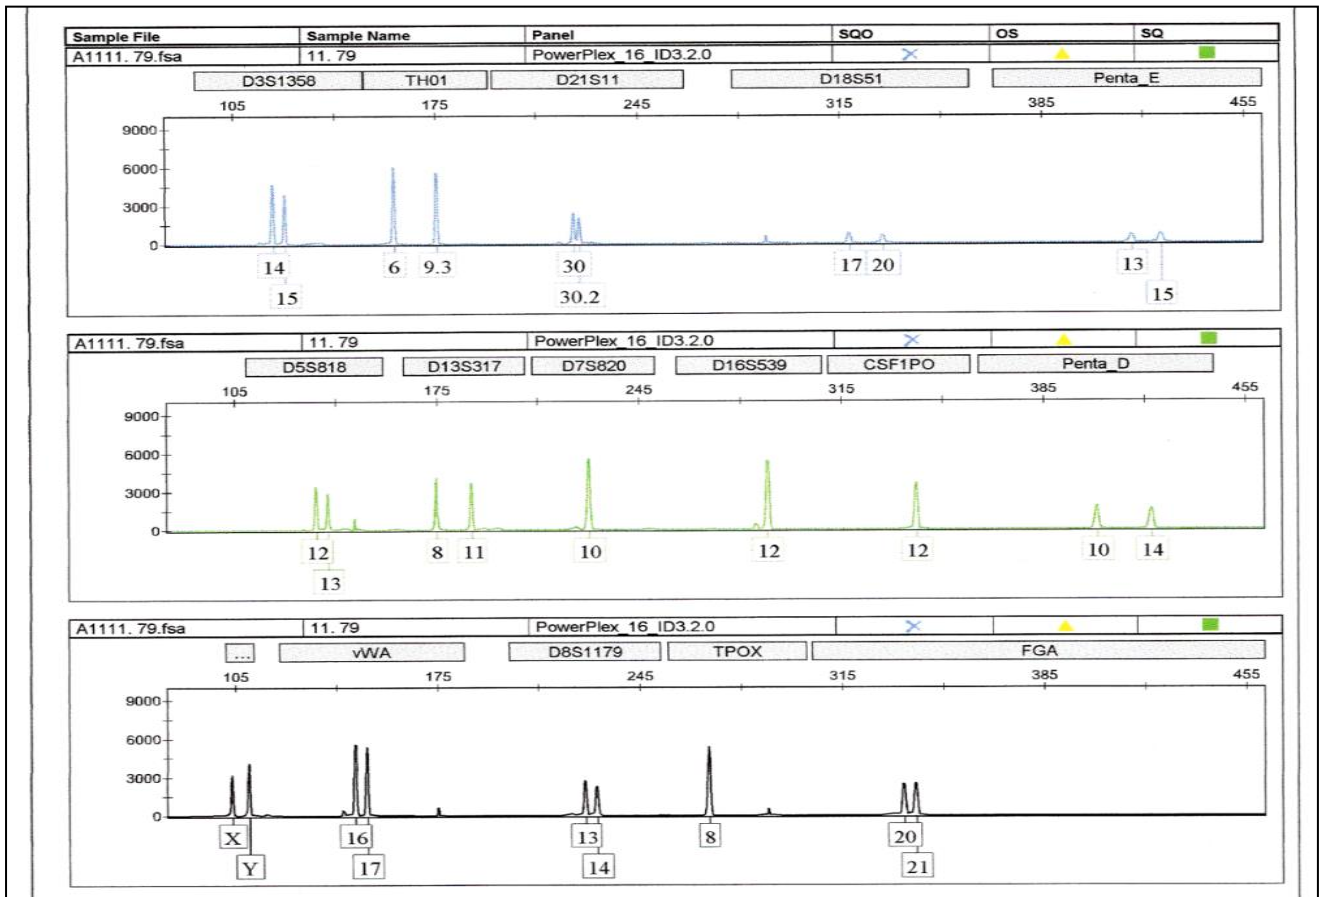 Sample File Sample Name Panel SQO OS SQ
A1111. 79.fsa 11. 79 PowerPlex_16_ID3.2.0
D3S1358 TH01 D21S11 D18S51 Penta_E
105 175 245 315 385 455
9000
6000
3000
0
14 6 9.3 30 17 20 13
15 30.2 15
A1111. 79.fsa 11. 79 PowerPlex_16_ID3.2.0
D5S818 D13S317 D7S820 D16S539 CSF1PO Penta_D
105 175 245 315 385 455
9000
6000
3000
0
12 8 11 10 12 12 10 14
13
A1111. 79.fsa 11. 79 PowerPlex_16_ID3.2.0
... vWA D8S1179 TPOX FGA
105 175 245 315 385 455
9000
6000
3000
0
X 16 13 8 20
Y 17 14 21